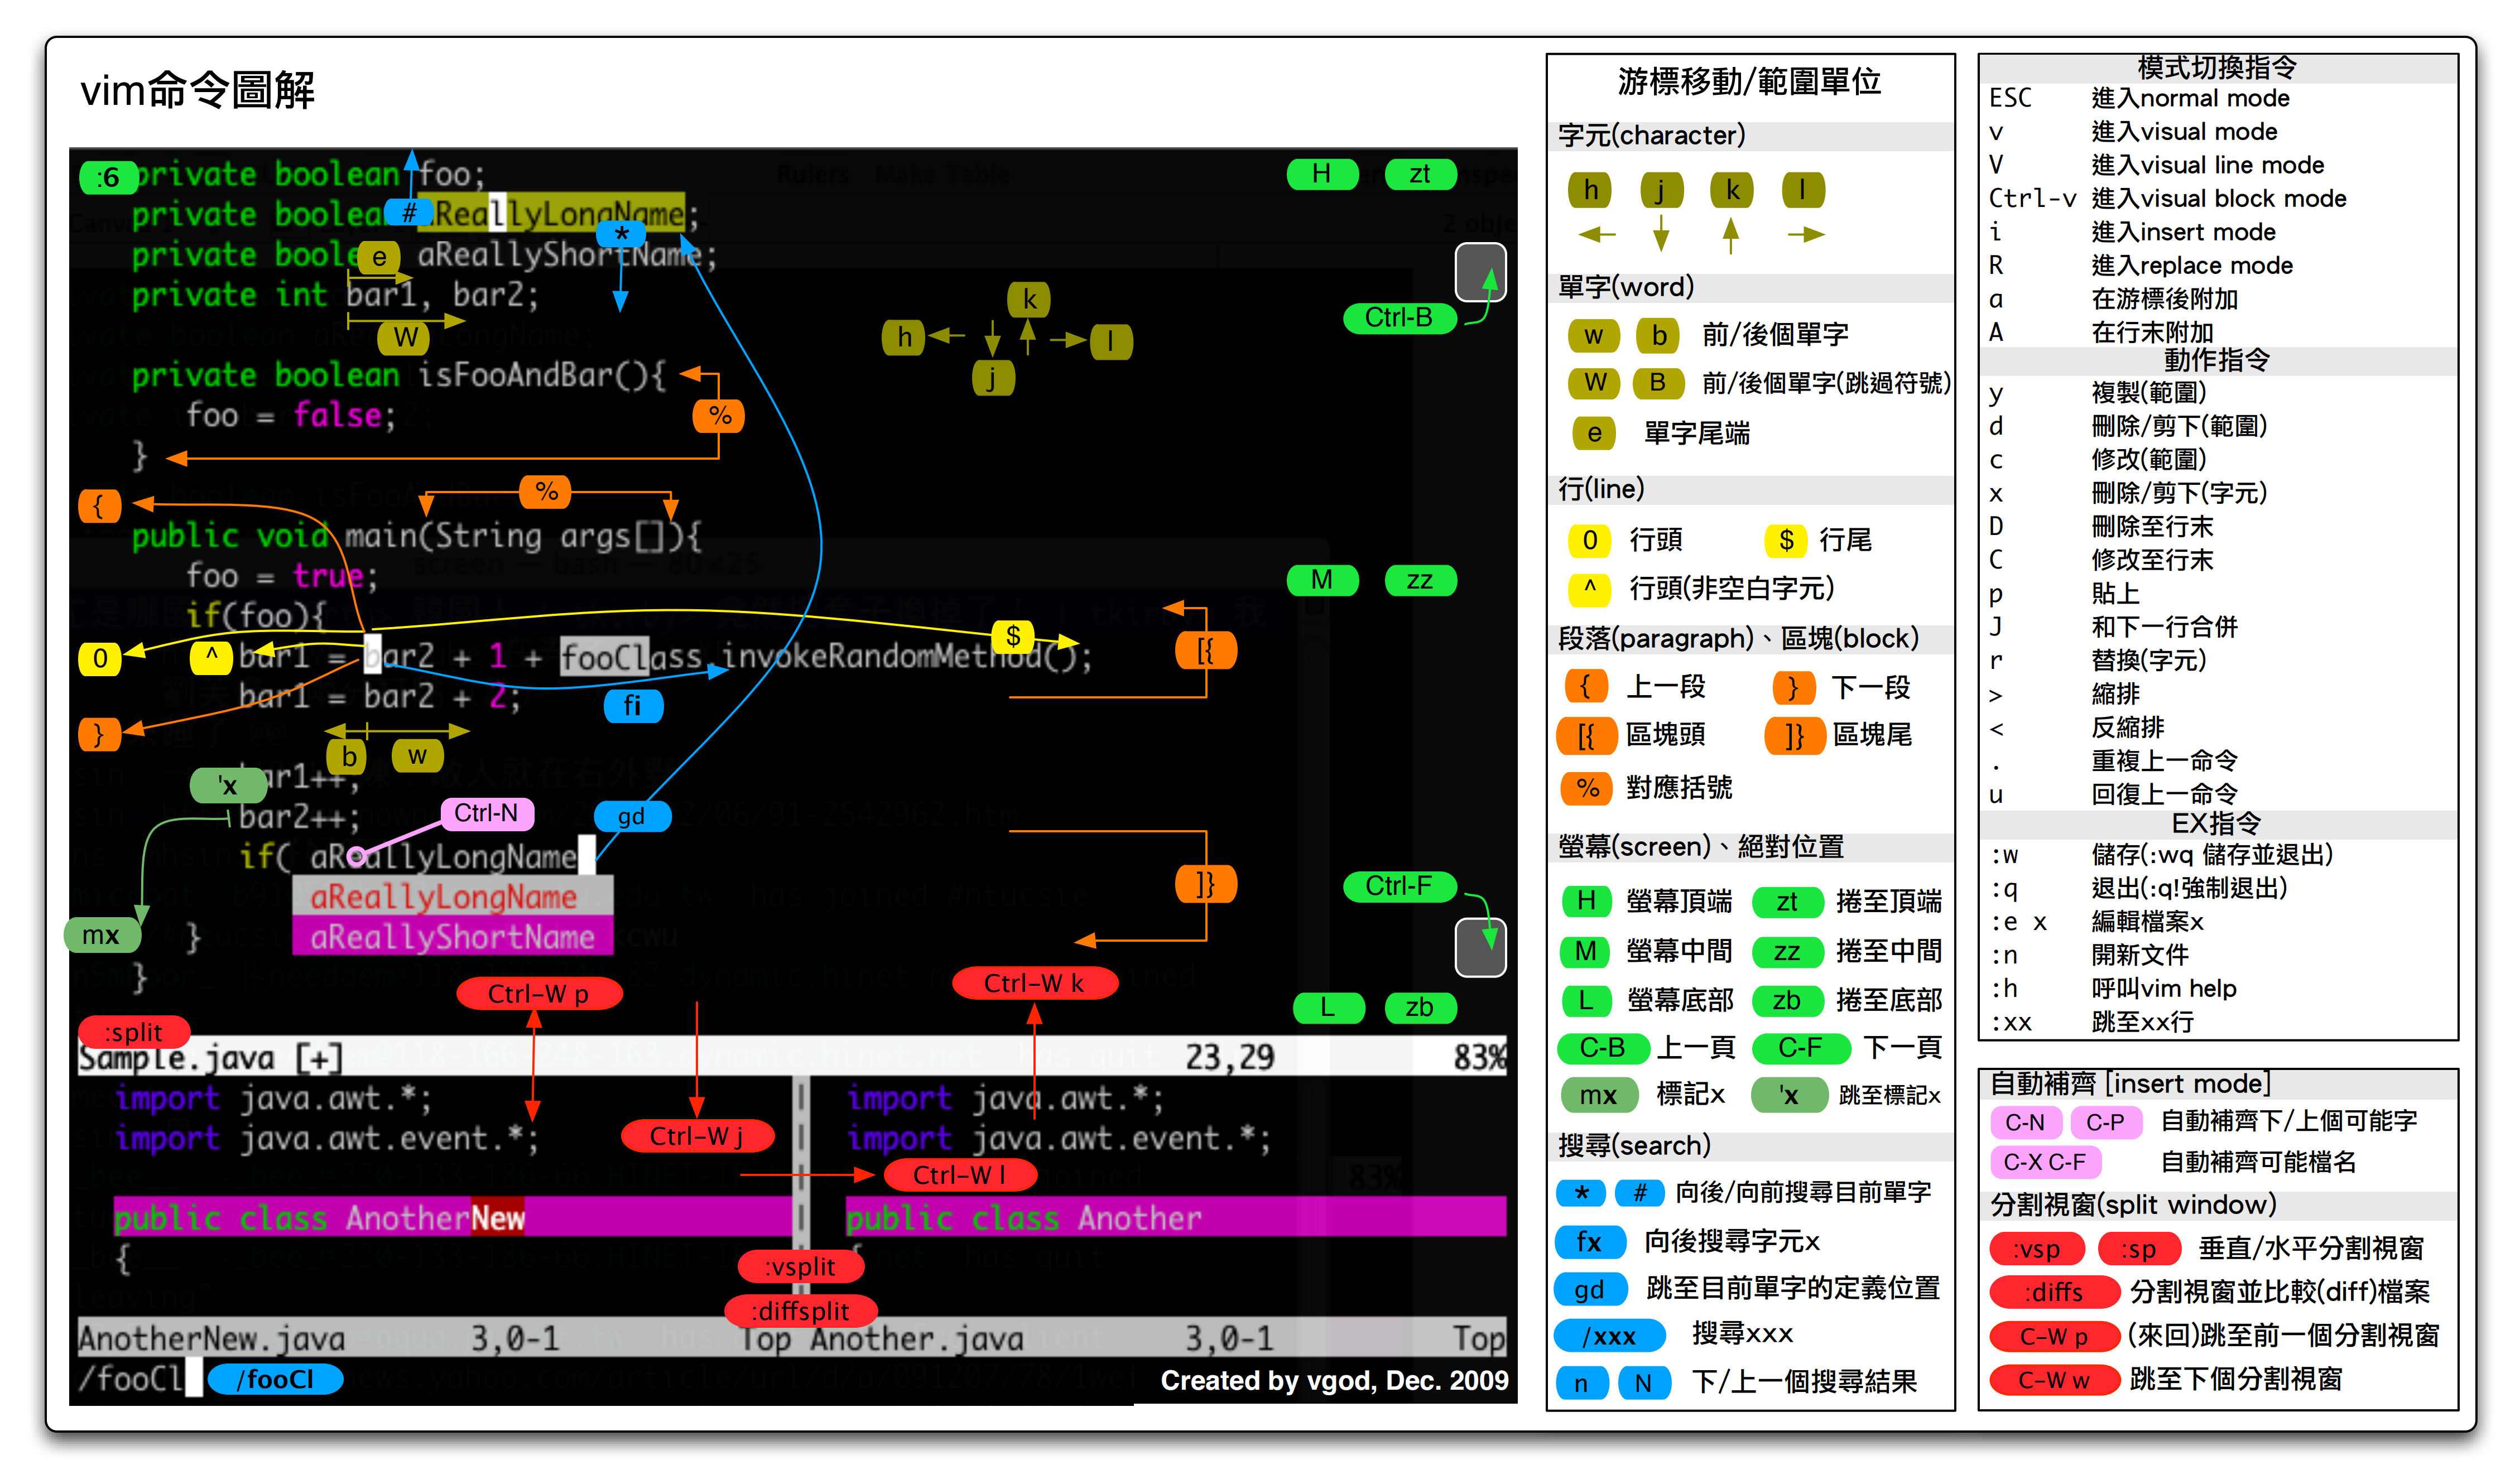 vim命令圖解
:6 private boolean foo;
private boolea # aReallyLongName;
*
private boole e aReallyShortName;
private int bar1, bar2;
W
k
h l
j
private boolean isFooAndBar(){
foo = false;
%
}
{
%
public void main(String args[]){
foo = true;
if(foo){
0 ^ bar1 = bar2 + 1 + fooClass.invokeRandomMethod();
$
[{
bar1 = bar2 + 2;
fi
}
b w
'x bar1++;
bar2++;
Ctrl-N
gd
if( aReallyLongName
aReallyLongName
aReallyShortName
]}
mx }
}
H zt
Ctrl-B
M zz
Ctrl-F
L zb
Ctrl-W p
Ctrl-W k
:split
Sample.java [+] 23,29 83%
import java.awt.*; import java.awt.*;
import java.awt.event.*; import java.awt.event.*;
Ctrl-W j
Ctrl-W l
public class AnotherNew public class Another
{ {
:vsplit
:diffsplit
AnotherNew.java 3,0-1 Top Another.java 3,0-1 Top
/fooCl /fooCl
Created by vgod, Dec. 2009
游標移動/範圍單位
字元(character)
h j k l
單字(word)
w b 前/後個單字
W B 前/後個單字(跳過符號)
e 單字尾端
行(line)
0 行頭 $ 行尾
^ 行頭(非空白字元)
段落(paragraph)、區塊(block)
{ 上一段 } 下一段
[{ 區塊頭 ]} 區塊尾
% 對應括號
螢幕(screen)、絕對位置
H 螢幕頂端 zt 捲至頂端
M 螢幕中間 zz 捲至中間
L 螢幕底部 zb 捲至底部
C-B 上一頁 C-F 下一頁
mx 標記x 'x 跳至標記x
搜尋(search)
* # 向後/向前搜尋目前單字
fx 向後搜尋字元x
gd 跳至目前單字的定義位置
/xxx 搜尋xxx
n N 下/上一個搜尋結果
模式切換指令
ESC 進入normal mode
v 進入visual mode
V 進入visual line mode
Ctrl-v 進入visual block mode
i 進入insert mode
R 進入replace mode
a 在游標後附加
A 在行末附加
動作指令
y 複製(範圍)
d 刪除/剪下(範圍)
c 修改(範圍)
x 刪除/剪下(字元)
D 刪除至行末
C 修改至行末
p 貼上
J 和下一行合併
r 替換(字元)
> 縮排
< 反縮排
. 重複上一命令
u 回復上一命令
EX指令
:w 儲存(:wq 儲存並退出)
:q 退出(:q!強制退出)
:e x 編輯檔案x
:n 開新文件
:h 呼叫vim help
:xx 跳至xx行
自動補齊 [insert mode]
C-N C-P 自動補齊下/上個可能字
C-X C-F 自動補齊可能檔名
分割視窗(split window)
:vsp :sp 垂直/水平分割視窗
:diffs 分割視窗並比較(diff)檔案
C-W p (來回)跳至前一個分割視窗
C-W w 跳至下個分割視窗